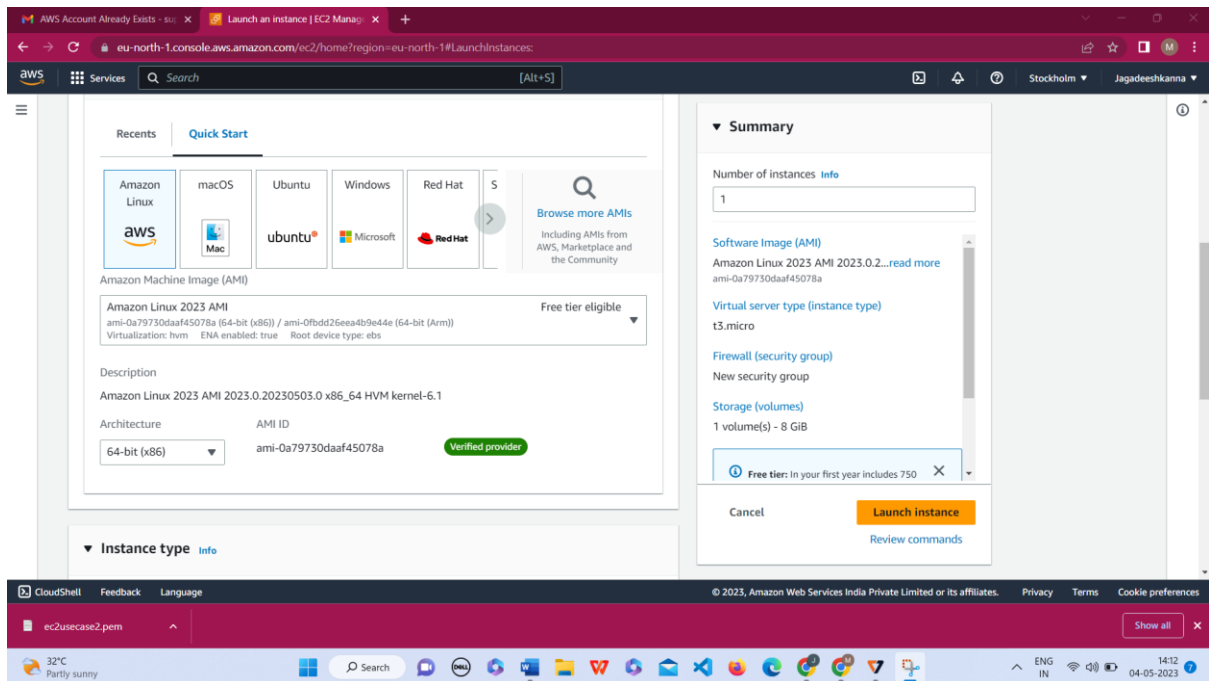 AWS Account Already Exists - su
Launch an instance | EC2 Manag
eu-north-1.console.aws.amazon.com/ec2/home?region=eu-north-1#LaunchInstances:
M
aws
Services
Search
[Alt+S]
Stockholm
Jagadeeshkanna
Recents
Quick Start
Amazon Linux
aws
macOS
Mac
Ubuntu
ubuntu
Windows
Microsoft
Red Hat
Red Hat
S
Browse more AMIs
Including AMIs from
AWS, Marketplace and
the Community
Amazon Machine Image (AMI)
Amazon Linux 2023 AMI
Free tier eligible
ami-0a79730daaf45078a (64-bit (x86)) / ami-0fbdd26eea4b9e44e (64-bit (Arm))
Virtualization: hvm ENA enabled: true Root device type: ebs
Description
Amazon Linux 2023 AMI 2023.0.20230503.0 x86_64 HVM kernel-6.1
Architecture
AMI ID
64-bit (x86)
ami-0a79730daaf45078a
Verified provider
Instance type Info
Summary
Number of instances Info
1
Software Image (AMI)
Amazon Linux 2023 AMI 2023.0.2...read more
ami-0a79730daaf45078a
Virtual server type (instance type)
t3.micro
Firewall (security group)
New security group
Storage (volumes)
1 volume(s) - 8 GiB
Free tier: In your first year includes 750
Cancel
Launch instance
Review commands
CloudShell
Feedback
Language
© 2023, Amazon Web Services India Private Limited or its affiliates.
Privacy
Terms
Cookie preferences
ec2usecase2.pem
Show all
32°C
Partly sunny
Search
DELL
ENG
IN
14:12
04-05-2023
7